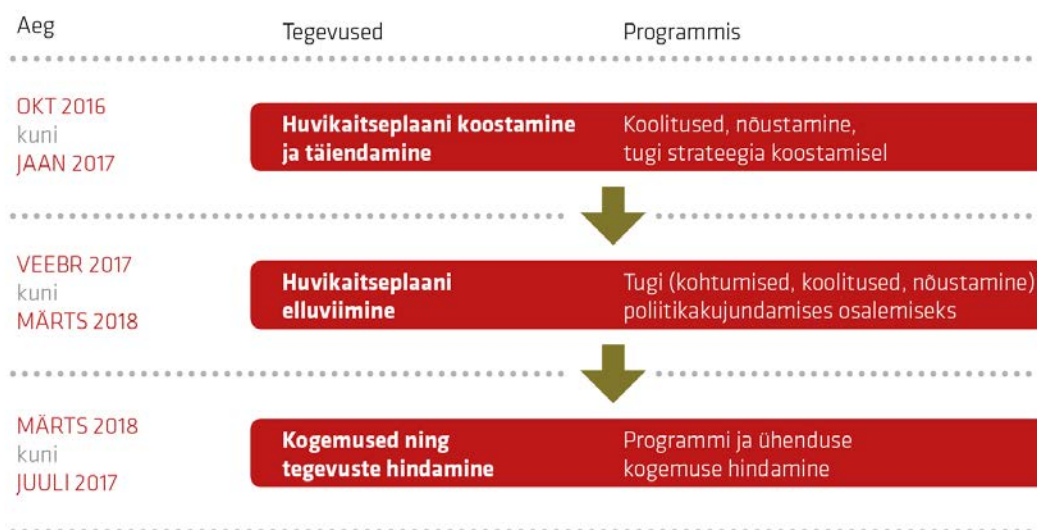 Aeg
Tegevused
Programmis
OKT 2016
kuni
JAAN 2017
Huvikaitseplaani koostamine
ja täiendamine
Koolitused, nõustamine,
tugi strateegia koostamisel
VEEBR 2017
kuni
MÄRTS 2018
Huvikaitseplaani
elluviimine
Tugi (kohtumised, koolitused, nõustamine)
poliitikakujundamises osalemiseks
MÄRTS 2018
kuni
JUULI 2017
Kogemused ning
tegevuste hindamine
Programmi ja ühenduse
kogemuse hindamine